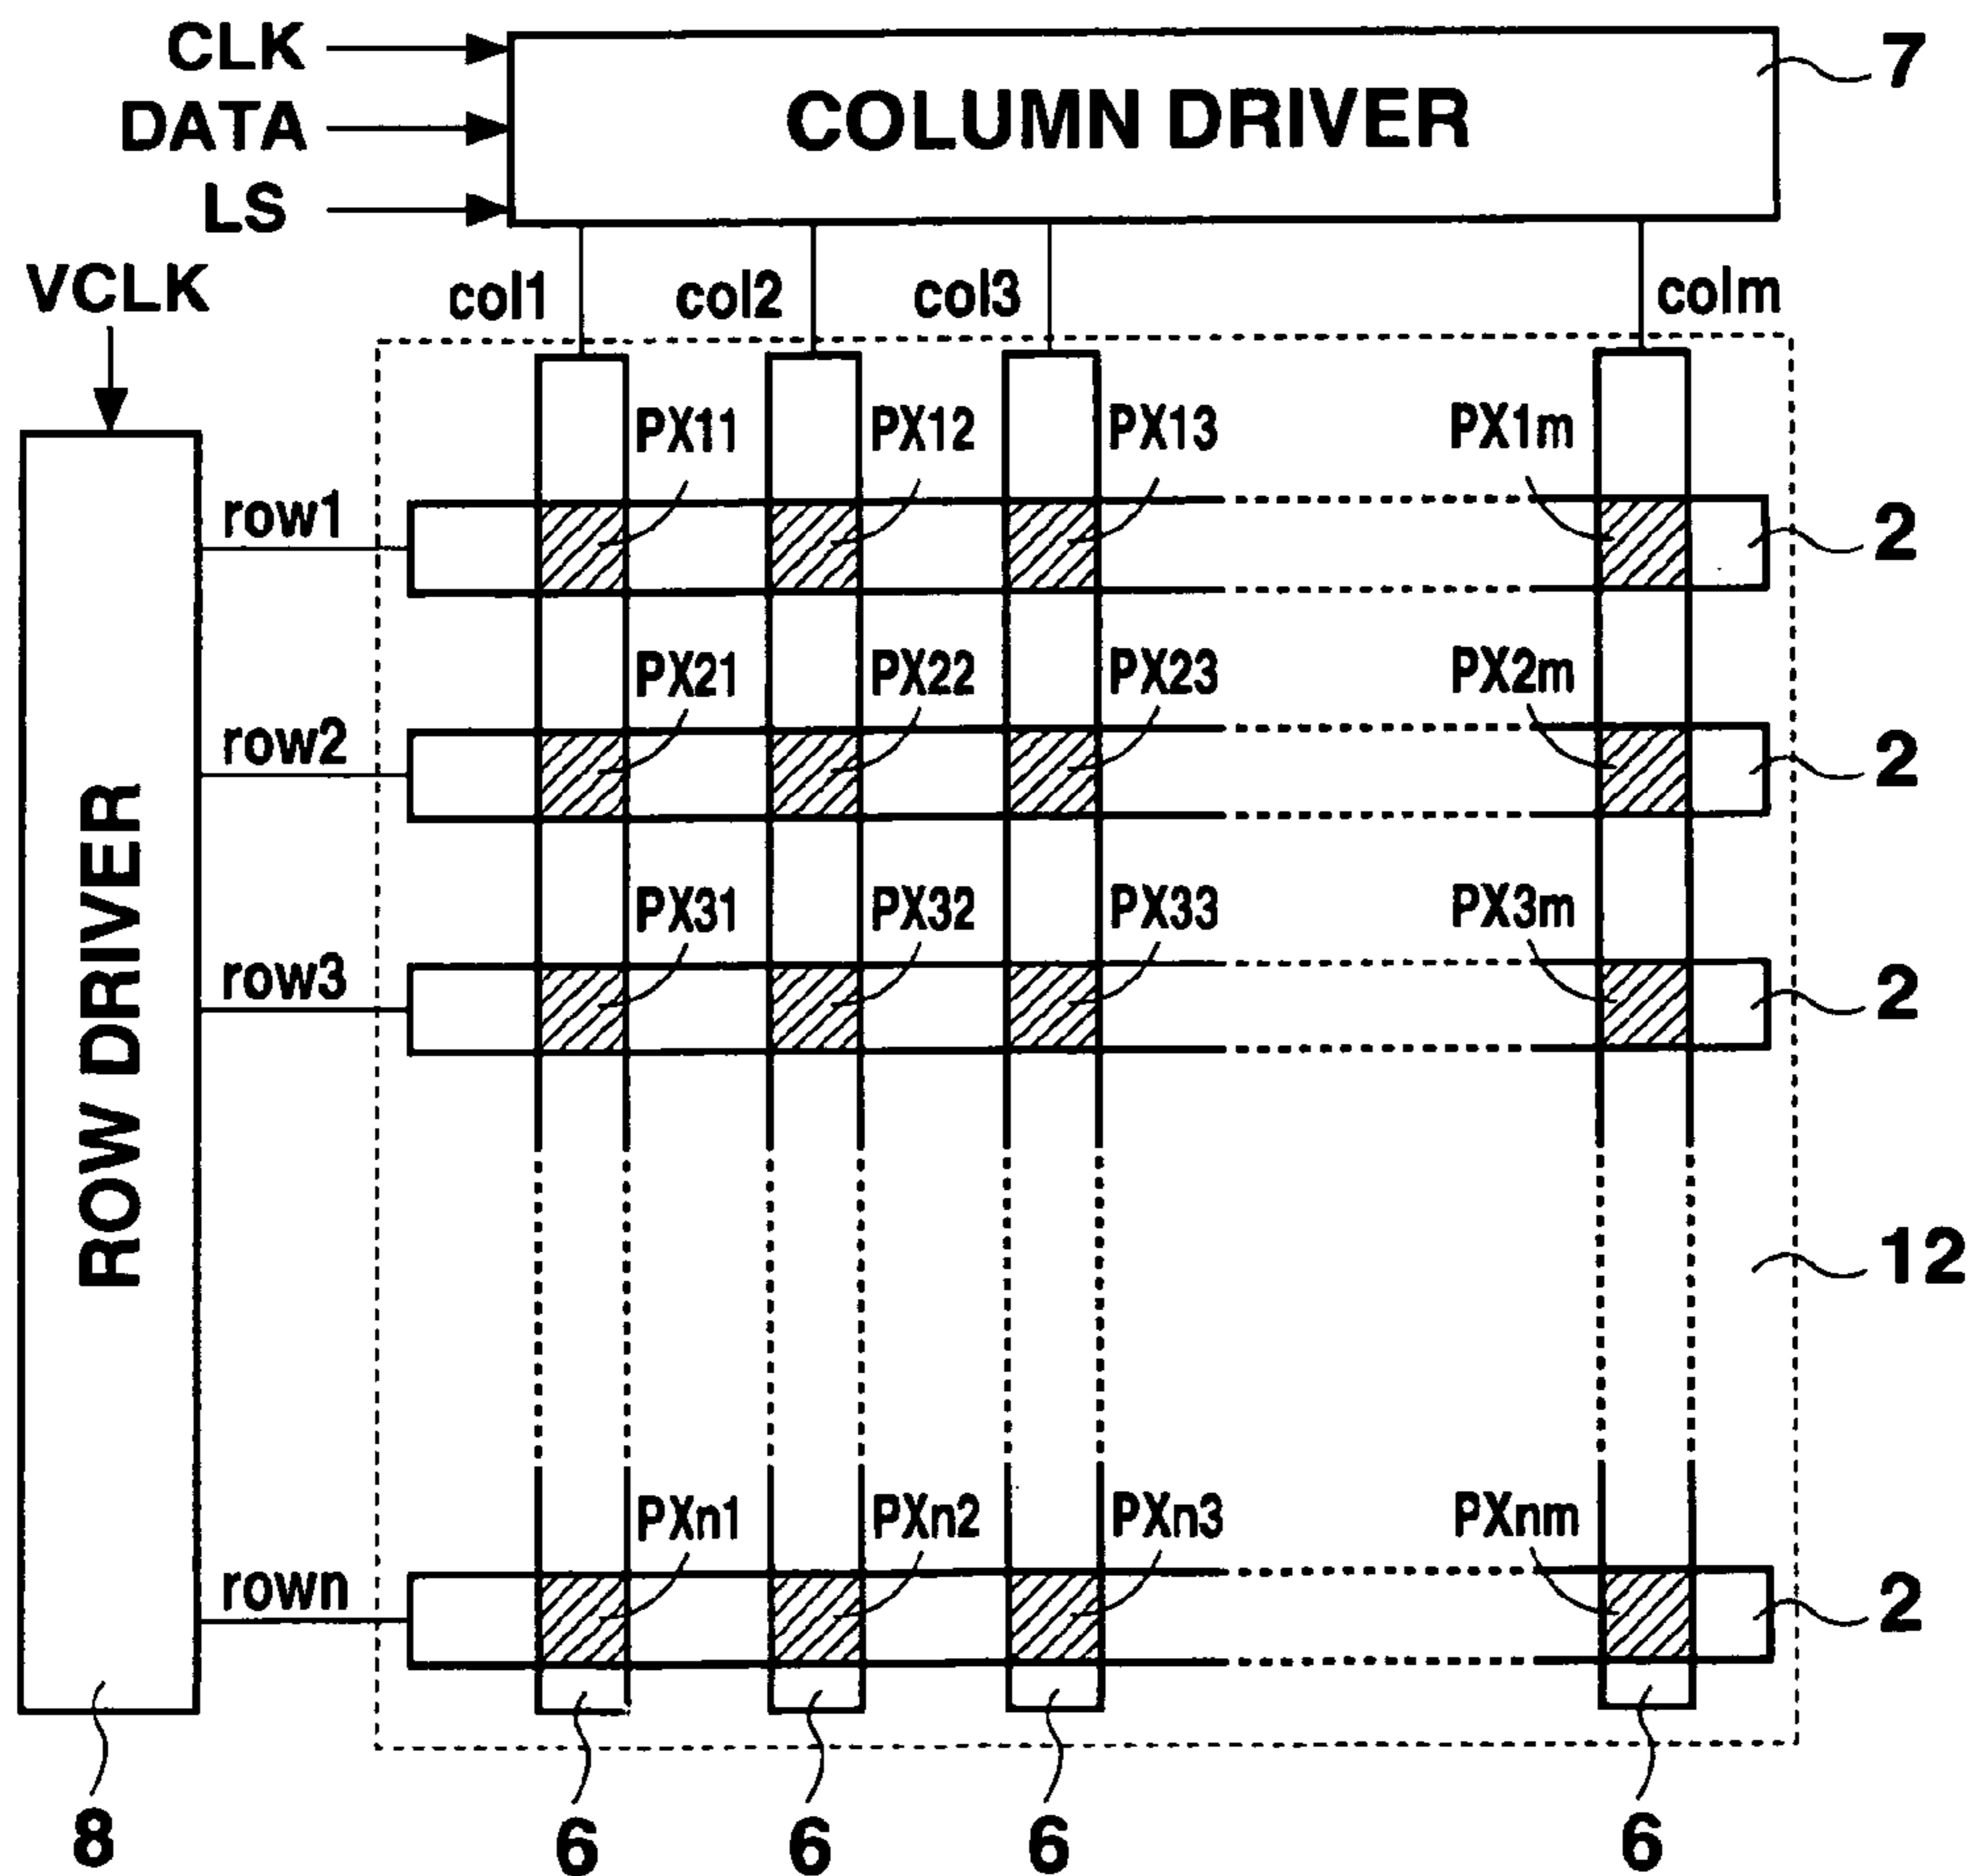 CLK
7
COLUMN DRIVER
DATA
LS
VCLK
col1 col2 col3 colm
PX11 PX12 PX13 PX1m
row1 2
PX21 PX22 PX23 PX2m
row2 2
PX31 PX32 PX33 PX3m
row3 2
ROW DRIVER
12
PXn1 PXn2 PXn3 PXnm
rown 2
8 6 6 6 6